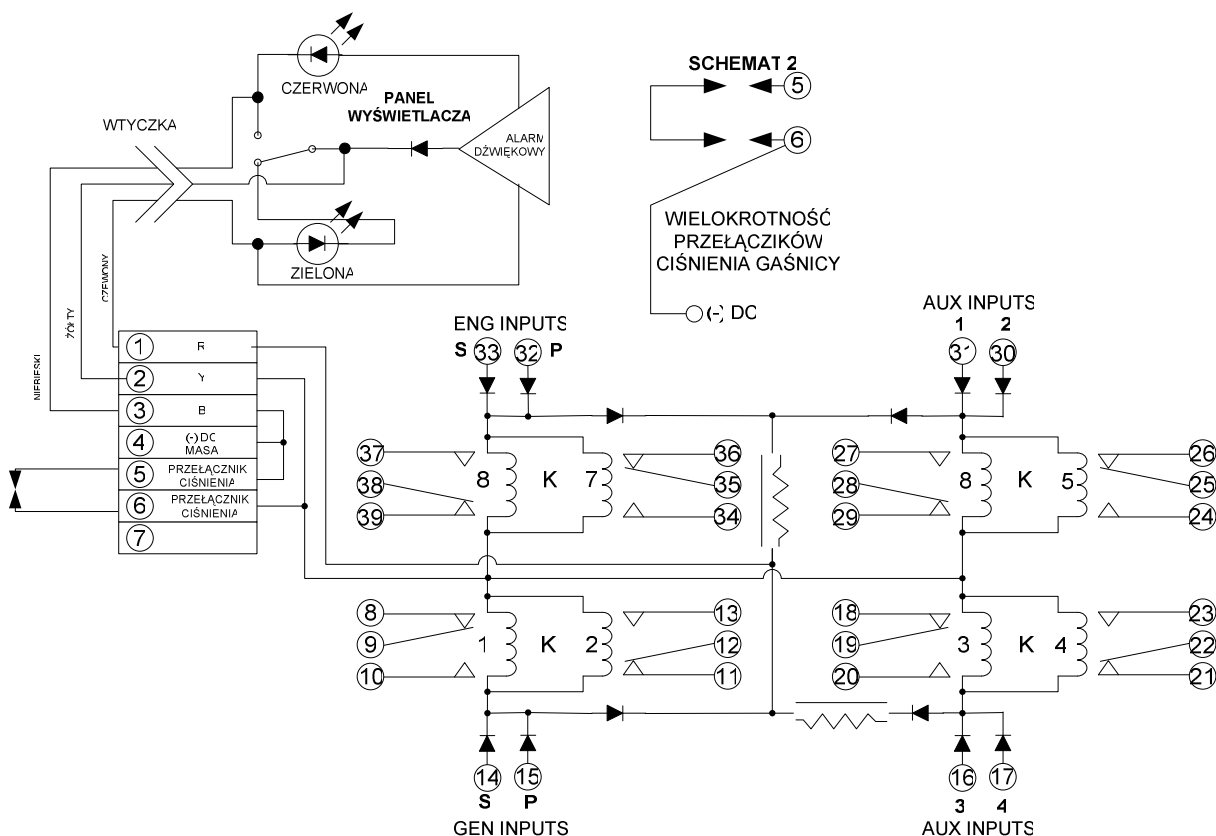 CZERWONA
PANEL
WYŚWIETLACZA
WTYCZKA
ALARM
DŹWIĘKOWY
ZIELONA
SCHEMAT 2
5
6
WIELOKROTNOŚĆ
PRZEŁĄCZIKÓW
CIŚNIENIA GAŚNICY
(-) DC
NIEBIESKI
ŻÓŁTY
CZEWONY
1 R
2 Y
3 B
4 (-) DC
MASA
5 PRZEŁĄCZNIK
CIŚNIENIA
6 PRZEŁĄCZNIK
CIŚNIENIA
7
ENG INPUTS
S 33 32 P
AUX INPUTS
1 2
31 30
37 36 27 26
38 8 K 7 35 28 8 K 5 25
39 34 29 24
8 13 18 23
9 1 K 2 12 19 3 K 4 22
10 11 20 21
14 15 16 17
S P 3 4
GEN INPUTS
AUX INPUTS